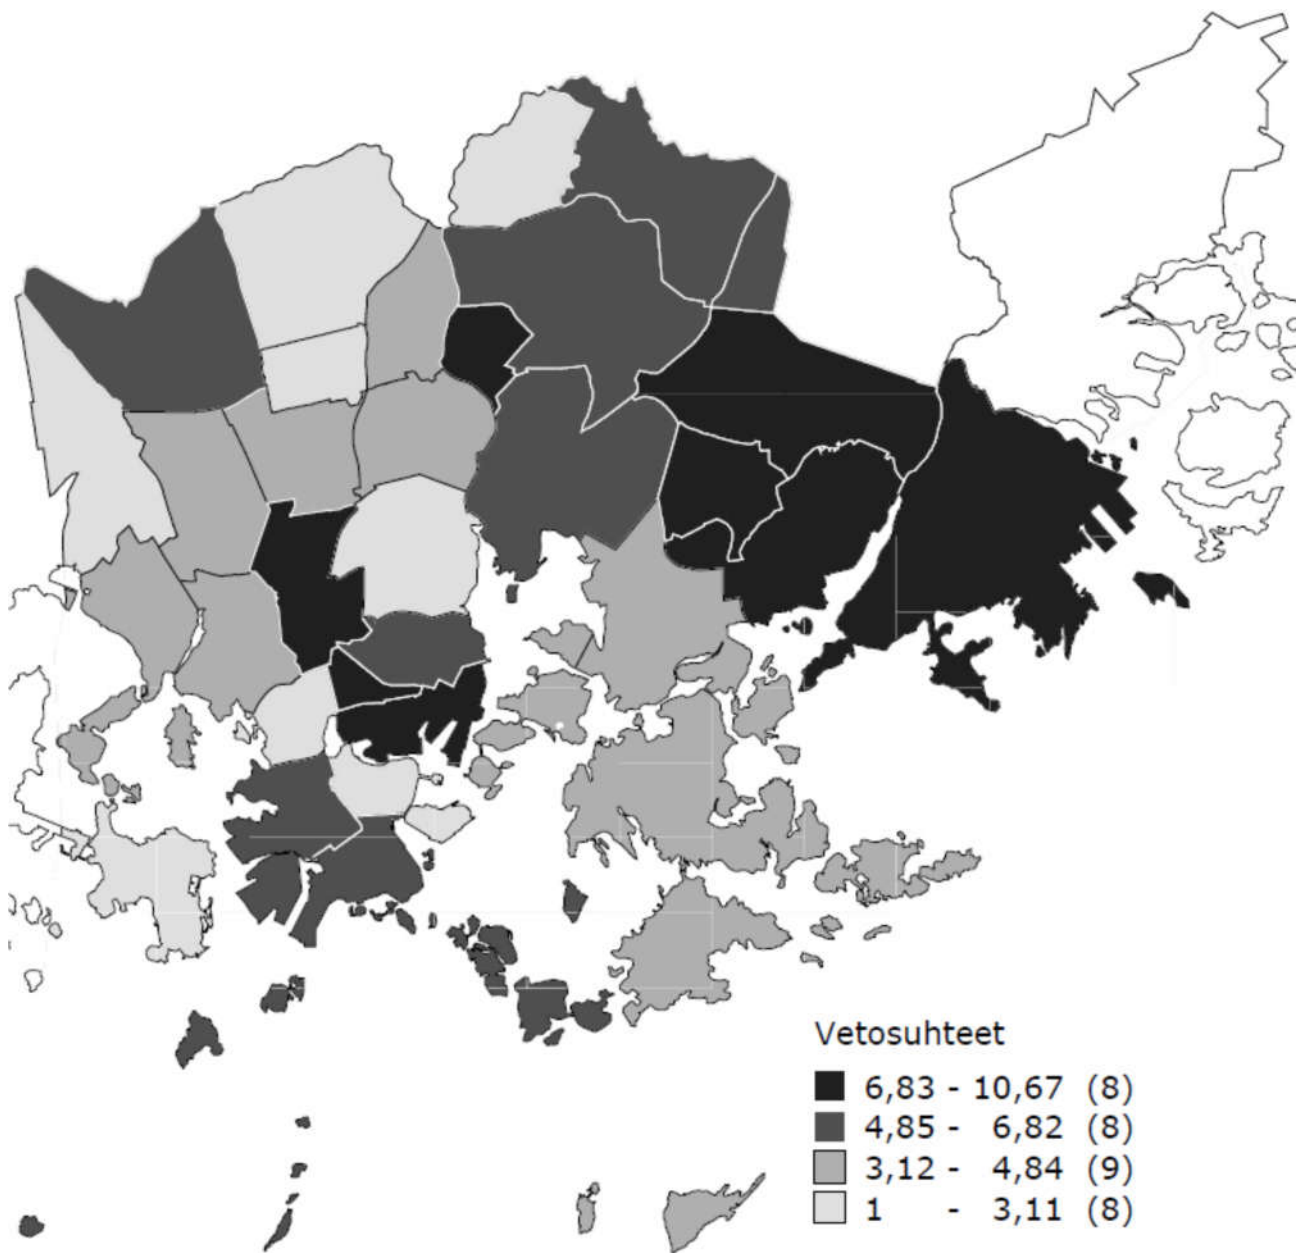 Vetosuhteet
6,83 - 10,67 (8)
4,85 - 6,82 (8)
3,12 - 4,84 (9)
1 - 3,11 (8)